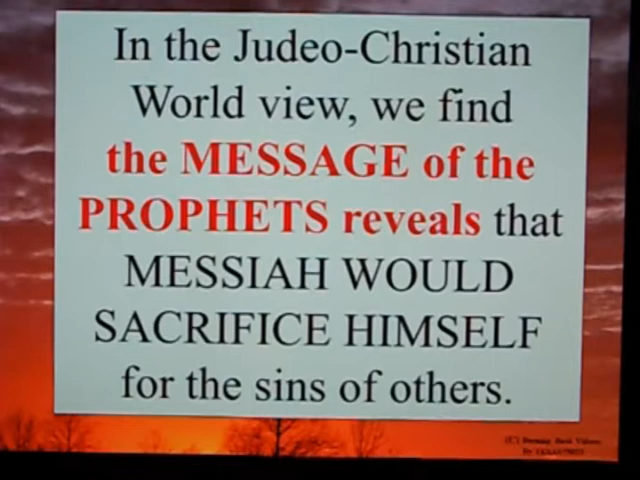 In the Judeo-Christian
World view, we find
the MESSAGE of the
PROPHETS reveals that
MESSIAH WOULD
SACRIFICE HIMSELF
for the sins of others.